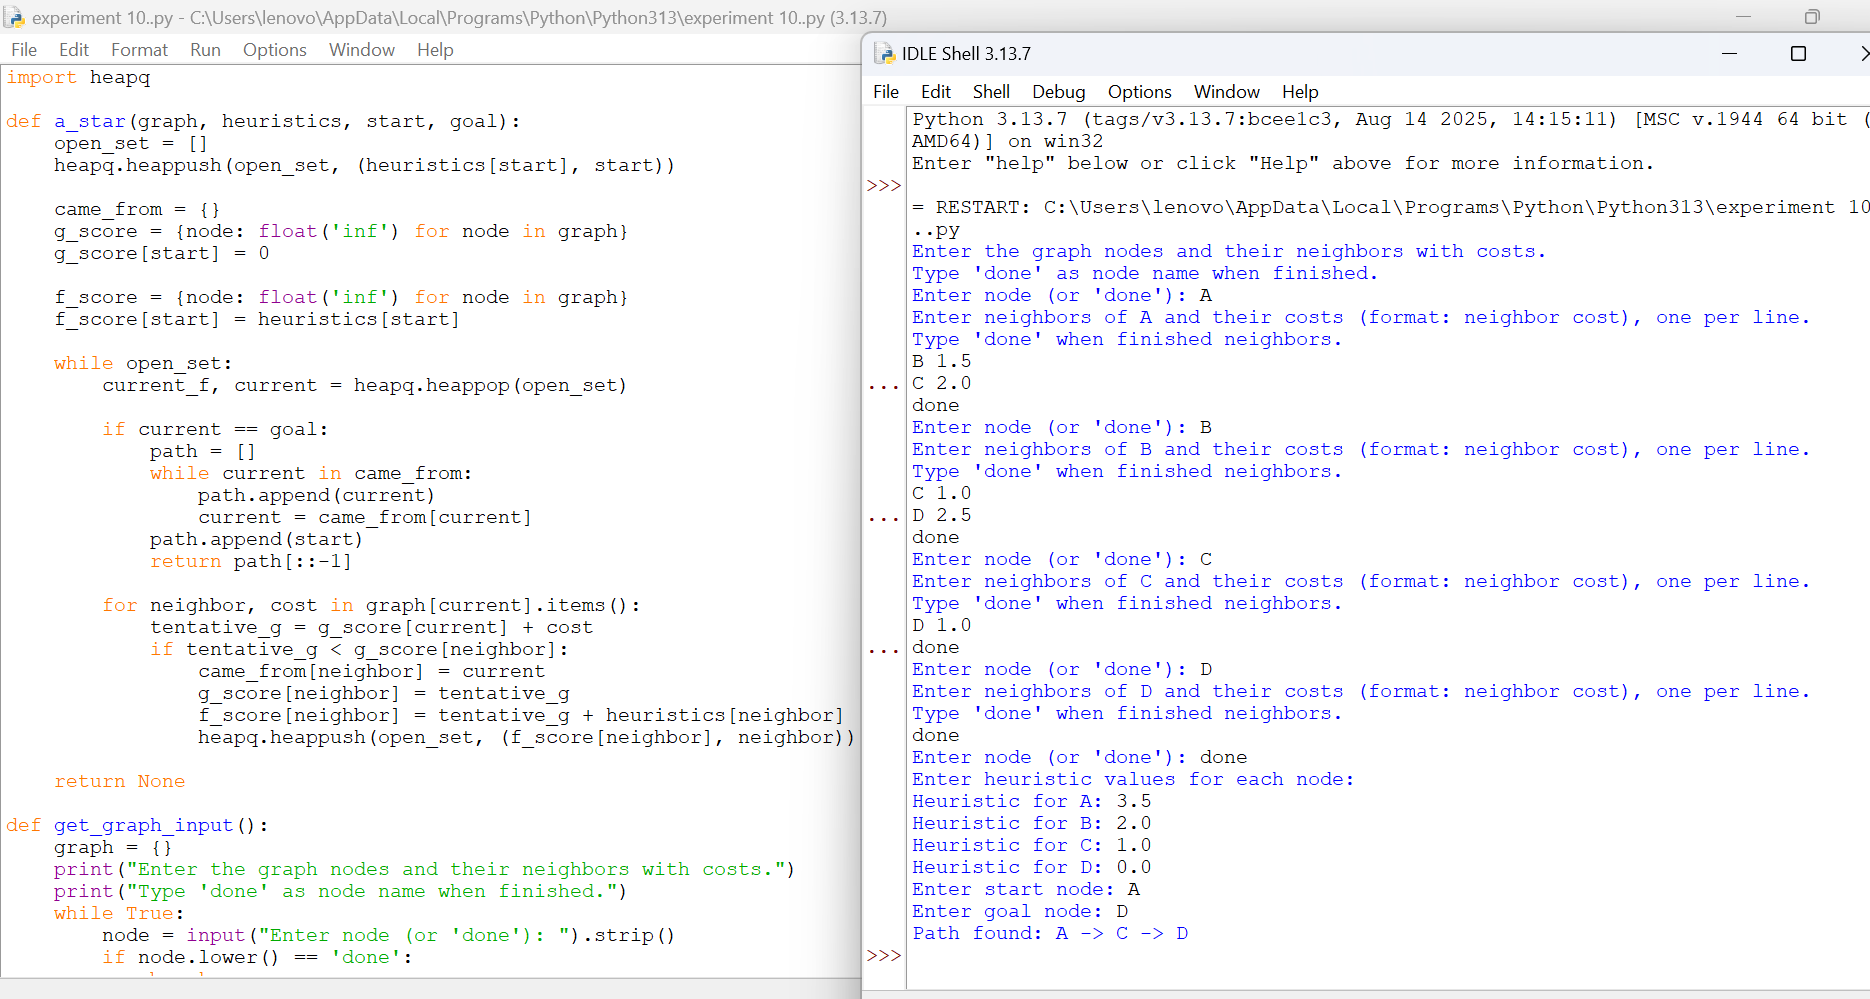 experiment 10..py - C:\Users\lenovo\AppData\Local\Programs\Python\Python313\experiment 10..py (3.13.7)
File Edit Format Run Options Window Help
import heapq
def a_star(graph, heuristics, start, goal):
    open_set = []
    heapq.heappush(open_set, (heuristics[start], start))
    came_from = {}
    g_score = {node: float('inf') for node in graph}
    g_score[start] = 0
    f_score = {node: float('inf') for node in graph}
    f_score[start] = heuristics[start]
    while open_set:
        current_f, current = heapq.heappop(open_set)
        if current == goal:
            path = []
            while current in came_from:
                path.append(current)
                current = came_from[current]
            path.append(start)
            return path[::-1]
        for neighbor, cost in graph[current].items():
            tentative_g = g_score[current] + cost
            if tentative_g < g_score[neighbor]:
                came_from[neighbor] = current
                g_score[neighbor] = tentative_g
                f_score[neighbor] = tentative_g + heuristics[neighbor]
                heapq.heappush(open_set, (f_score[neighbor], neighbor))
    return None
def get_graph_input():
    graph = {}
    print("Enter the graph nodes and their neighbors with costs.")
    print("Type 'done' as node name when finished.")
    while True:
        node = input("Enter node (or 'done'): ").strip()
        if node.lower() == 'done':
IDLE Shell 3.13.7
File Edit Shell Debug Options Window Help
Python 3.13.7 (tags/v3.13.7:bcee1c3, Aug 14 2025, 14:15:11) [MSC v.1944 64 bit (
AMD64)] on win32
Enter "help" below or click "Help" above for more information.
>>>
= RESTART: C:\Users\lenovo\AppData\Local\Programs\Python\Python313\experiment 10
..py
Enter the graph nodes and their neighbors with costs.
Type 'done' as node name when finished.
Enter node (or 'done'): A
Enter neighbors of A and their costs (format: neighbor cost), one per line.
Type 'done' when finished neighbors.
B 1.5
... C 2.0
done
Enter node (or 'done'): B
Enter neighbors of B and their costs (format: neighbor cost), one per line.
Type 'done' when finished neighbors.
C 1.0
... D 2.5
done
Enter node (or 'done'): C
Enter neighbors of C and their costs (format: neighbor cost), one per line.
Type 'done' when finished neighbors.
D 1.0
... done
Enter node (or 'done'): D
Enter neighbors of D and their costs (format: neighbor cost), one per line.
Type 'done' when finished neighbors.
done
Enter node (or 'done'): done
Enter heuristic values for each node:
Heuristic for A: 3.5
Heuristic for B: 2.0
Heuristic for C: 1.0
Heuristic for D: 0.0
Enter start node: A
Enter goal node: D
Path found: A -> C -> D
>>>